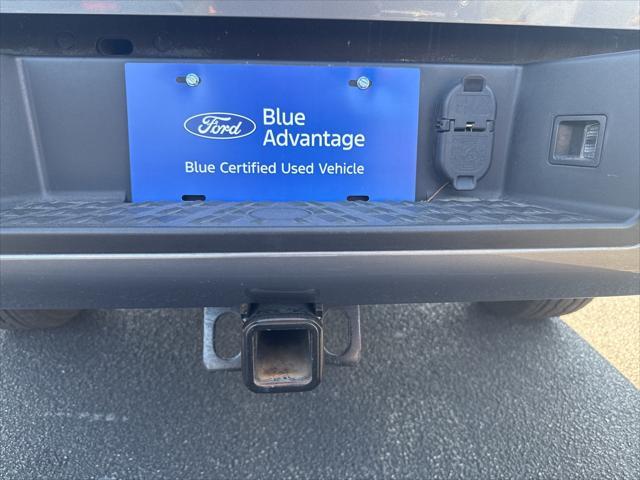 Ford
Blue
Advantage
Blue Certified Used Vehicle